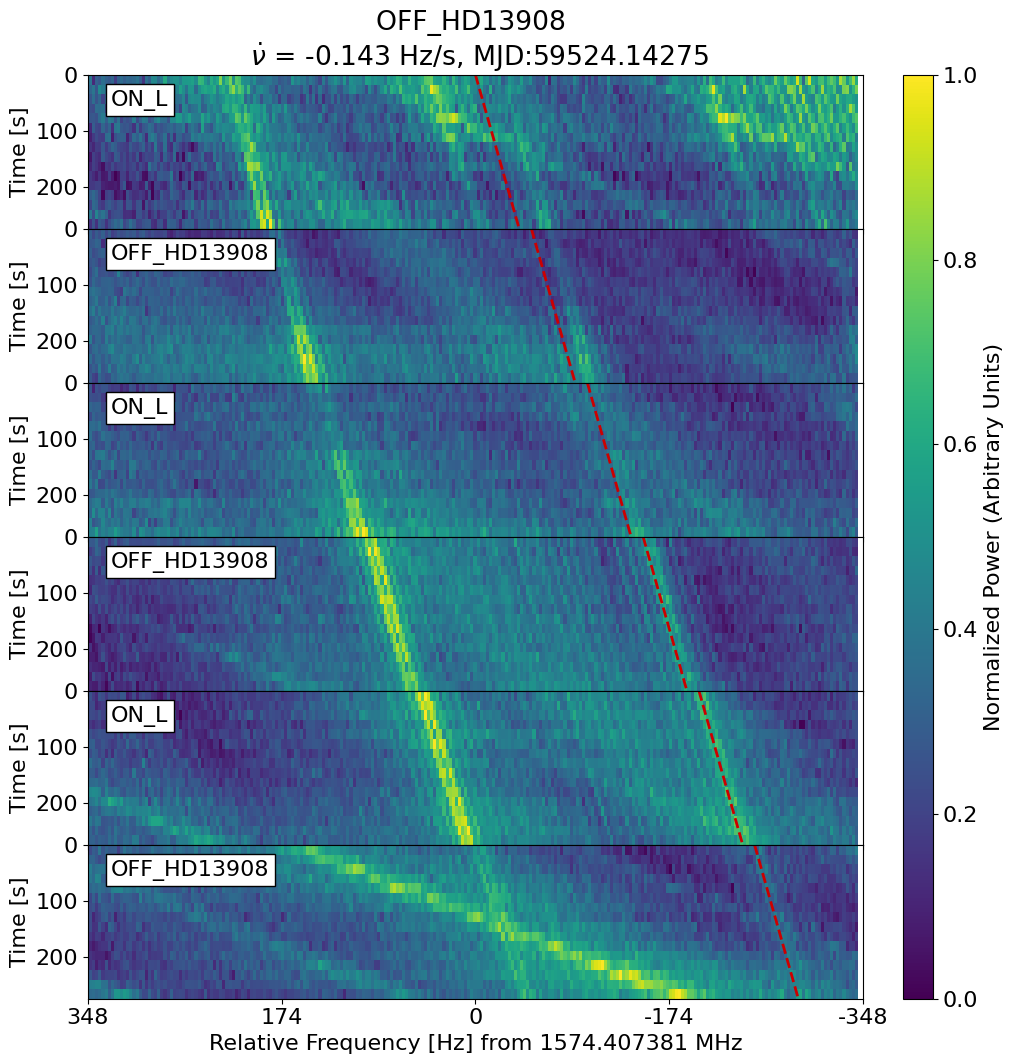 OFF_HD13908
ν̇ = -0.143 Hz/s, MJD:59524.14275
0
100
200
Time [s]
ON_L
0
100
200
Time [s]
OFF_HD13908
0
100
200
Time [s]
ON_L
0
100
200
Time [s]
OFF_HD13908
0
100
200
Time [s]
ON_L
0
100
200
Time [s]
OFF_HD13908
348 174 0 -174 -348
Relative Frequency [Hz] from 1574.407381 MHz
1.0
0.8
0.6
0.4
0.2
0.0
Normalized Power (Arbitrary Units)